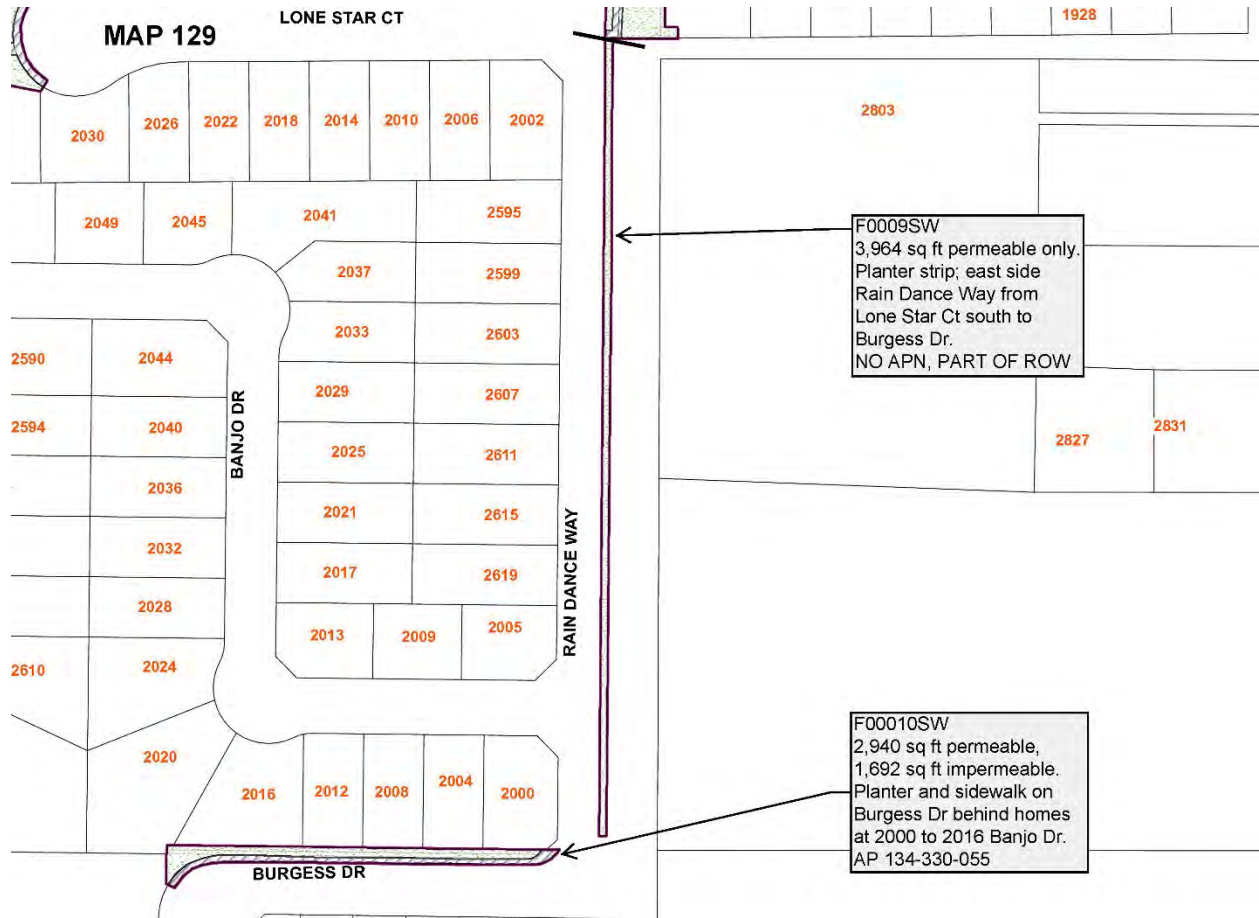 LONE STAR CT
MAP 129
1928
2030
2026
2022
2018
2014
2010
2006
2002
2803
2049
2045
2041
2595
F0009SW
3,964 sq ft permeable only.
Planter strip; east side
Rain Dance Way from
Lone Star Ct south to
Burgess Dr.
NO APN, PART OF ROW
2037
2599
2033
2603
2590
2044
2029
2607
BANJO DR
2594
2040
2025
2611
2827
2831
2036
2021
2615
RAIN DANCE WAY
2032
2017
2619
2028
2013
2009
2005
2610
2024
F00010SW
2,940 sq ft permeable,
1,692 sq ft impermeable.
Planter and sidewalk on
Burgess Dr behind homes
at 2000 to 2016 Banjo Dr.
AP 134-330-055
2020
2016
2012
2008
2004
2000
BURGESS DR